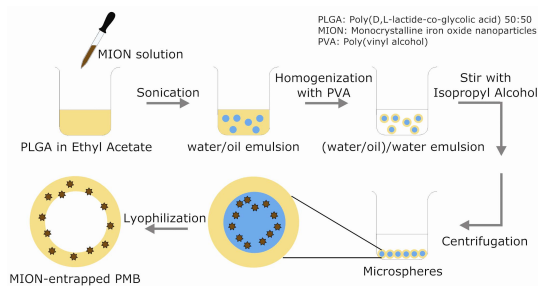 PLGA: Poly(D,L-lactide-co-glycolic acid) 50:50
MION: Monocrystalline iron oxide nanoparticles
PVA: Poly(vinyl alcohol)
MION solution
Sonication
Homogenization
with PVA
Stir with
Isopropyl Alcohol
PLGA in Ethyl Acetate
water/oil emulsion
(water/oil)/water emulsion
Lyophilization
Centrifugation
MION-entrapped PMB
Microspheres